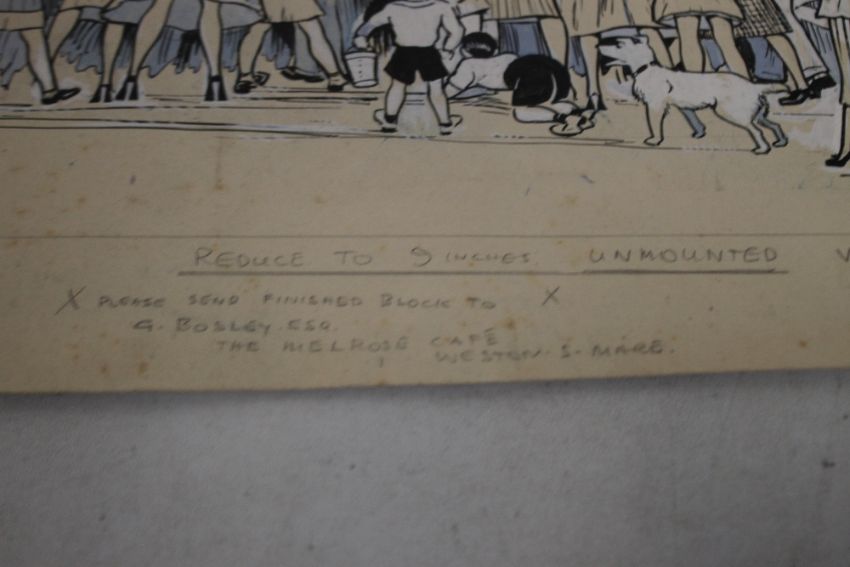 REDUCE TO 9 INCHES. UNMOUNTED
X PLEASE SEND FINISHED BLOCK TO X
G. BOSLEY. ESQ.
THE MELROSE CAFÉ
WESTON-S-MARE.